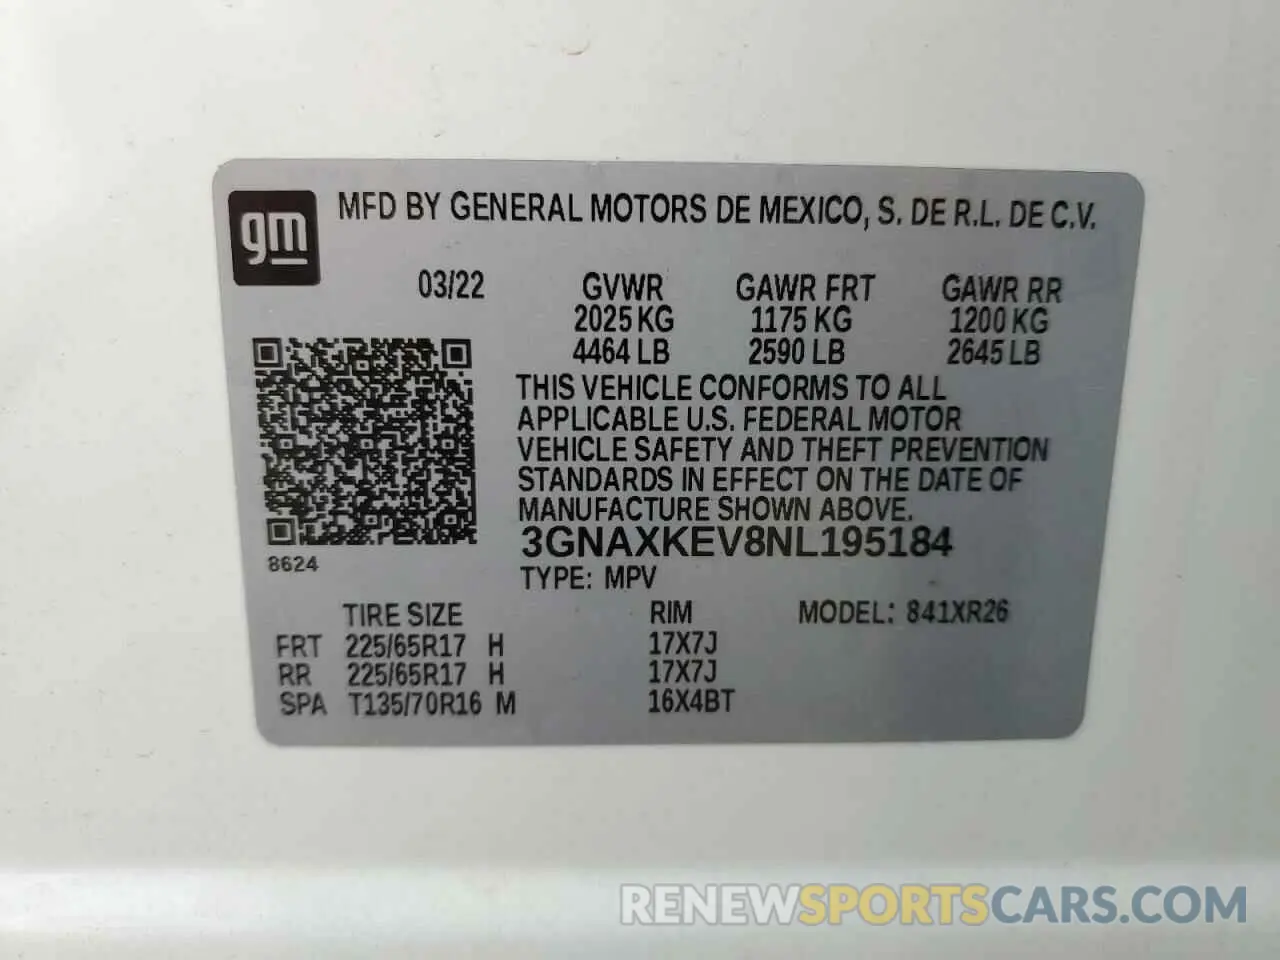 gm MFD BY GENERAL MOTORS DE MEXICO, S. DE R.L. DE C.V.
03/22 GVWR GAWR FRT GAWR RR
2025 KG 1175 KG 1200 KG
4464 LB 2590 LB 2645 LB
THIS VEHICLE CONFORMS TO ALL
APPLICABLE U.S. FEDERAL MOTOR
VEHICLE SAFETY AND THEFT PREVENTION
STANDARDS IN EFFECT ON THE DATE OF
MANUFACTURE SHOWN ABOVE.
3GNAXKEV8NL195184
8624
TYPE: MPV
TIRE SIZE RIM MODEL: 841XR26
FRT 225/65R17 H 17X7J
RR 225/65R17 H 17X7J
SPA T135/70R16 M 16X4BT
RENEWSPORTSCARS.COM